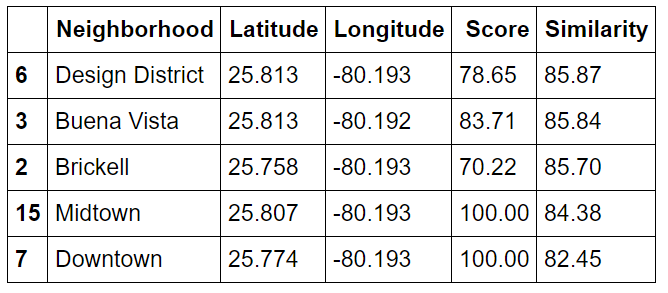 Neighborhood Latitude Longitude Score Similarity
6 Design District 25.813 -80.193 78.65 85.87
3 Buena Vista 25.813 -80.192 83.71 85.84
2 Brickell 25.758 -80.193 70.22 85.70
15 Midtown 25.807 -80.193 100.00 84.38
7 Downtown 25.774 -80.193 100.00 82.45